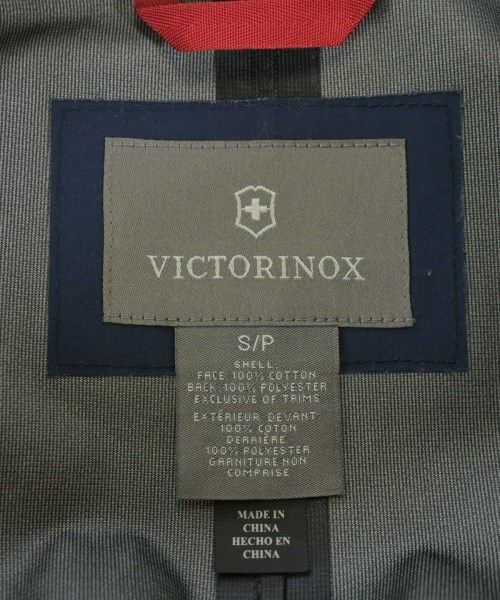 VICTORINOX
S/P
SHELL:
FACE:100% COTTON
BACK:100% POLYESTER
EXCLUSIVE OF TRIMS
EXTÉRIEUR DEVANT:
100% COTON
DERRIÈRE
100% POLYESTER
GARNITURE NON
COMPRISE
MADE IN
CHINA
HECHO EN
CHINA